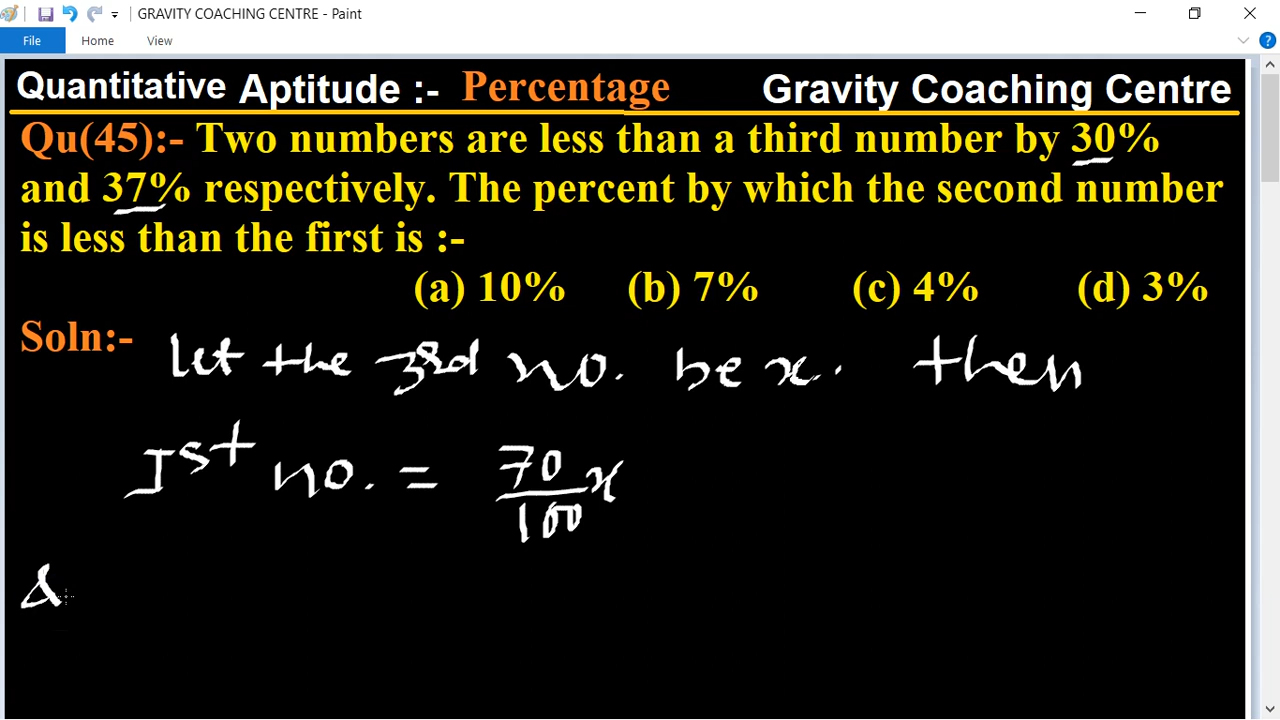 GRAVITY COACHING CENTRE - Paint
File Home View
Quantitative Aptitude :- Percentage Gravity Coaching Centre
Qu(45):- Two numbers are less than a third number by 30%
and 37% respectively. The percent by which the second number
is less than the first is :-
(a) 10% (b) 7% (c) 4% (d) 3%
Soln:- let the 3rd no. be x. then
Ist no. = 70/100 x
&